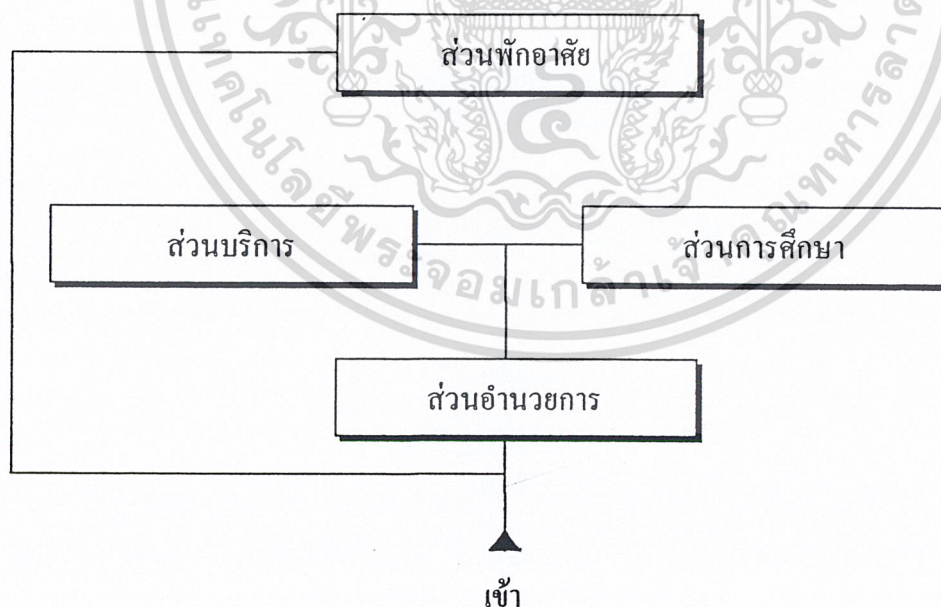 ส่วนพักอาศัย
ส่วนบริการ
ส่วนการศึกษา
ส่วนอำนวยการ
เข้า